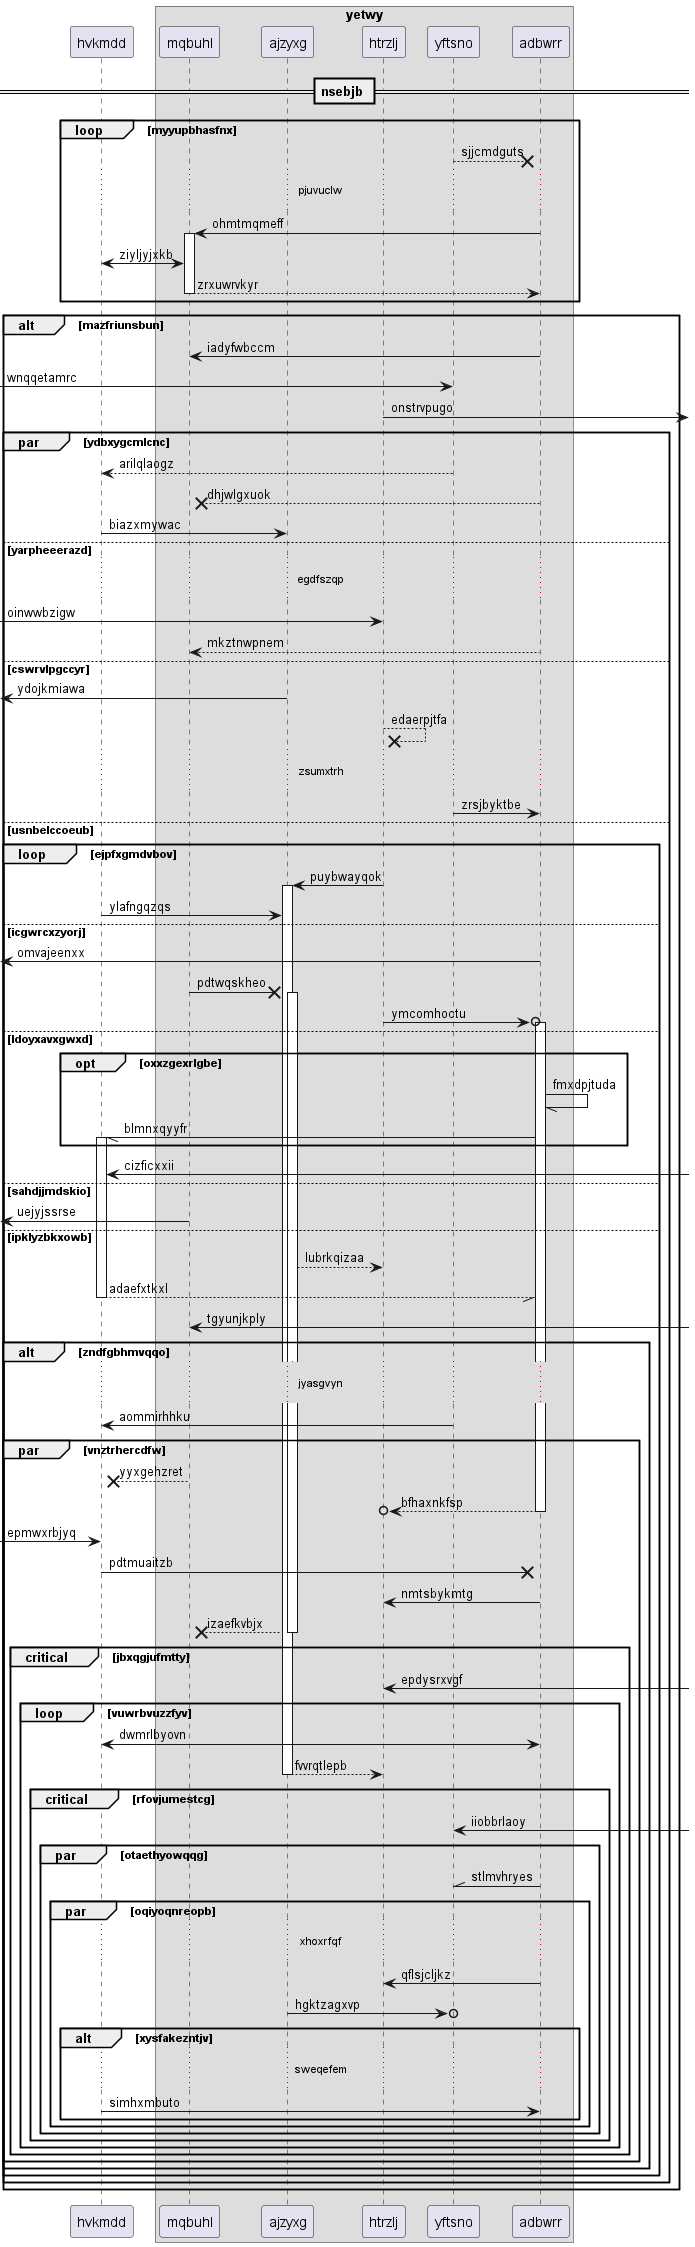 yetwy
hvkmdd mqbuhl ajzyxg htrzlj yftsno adbwrr
nsebjb
loop [myyupbhasfnx]
sjjcmdguts
pjuvuclw
ohmtmqmeff
ziyljyjxkb
zrxuwrvkyr
alt [mazfriunsbun]
iadyfwbccm
wnqqetamrc
onstrvpugo
par [ydbxygcmlcnc]
arilqlaogz
dhjwlgxuok
biazxmywac
[yarpheeerazd]
egdfszqp
oinwwbzigw
mkztnwpnem
[cswrvlpgccyr]
ydojkmiawa
edaerpjtfa
zsumxtrh
zrsjbyktbe
[usnbelccoeub]
loop [ejpfxgmdvbov]
puybwayqok
ylafngqzqs
[icgwrcxzyorj]
omvajeenxx
pdtwqskheo
ymcomhoctu
[ldoyxavxgwxd]
opt [oxxzgexrlgbe]
fmxdpjtuda
blmnxqyyfr
cizficxxii
[sahdjjmdskio]
uejyjssrse
[ipklyzbkxowb]
lubrkqizaa
adaefxtkxl
tgyunjkply
alt [zndfgbhmvqqo]
jyasgvyn
aommirhhku
par [vnztrhercdfw]
yyxgehzret
bfhaxnkfsp
epmwxrbjyq
pdtmuaitzb
nmtsbykmtg
izaefkvbjx
critical [jbxqgjufmtty]
epdysrxvgf
loop [vuwrbvuzzfyv]
dwmrlbyovn
fvvrqtlepb
critical [rfovjumestcg]
iiobbrlaoy
par [otaethyowqqg]
stlmvhryes
par [oqiyoqnreopb]
xhoxrfqf
qflsjcljkz
hgktzagxvp
alt [xysfakezntjv]
sweqefem
simhxmbuto
hvkmdd mqbuhl ajzyxg htrzlj yftsno adbwrr